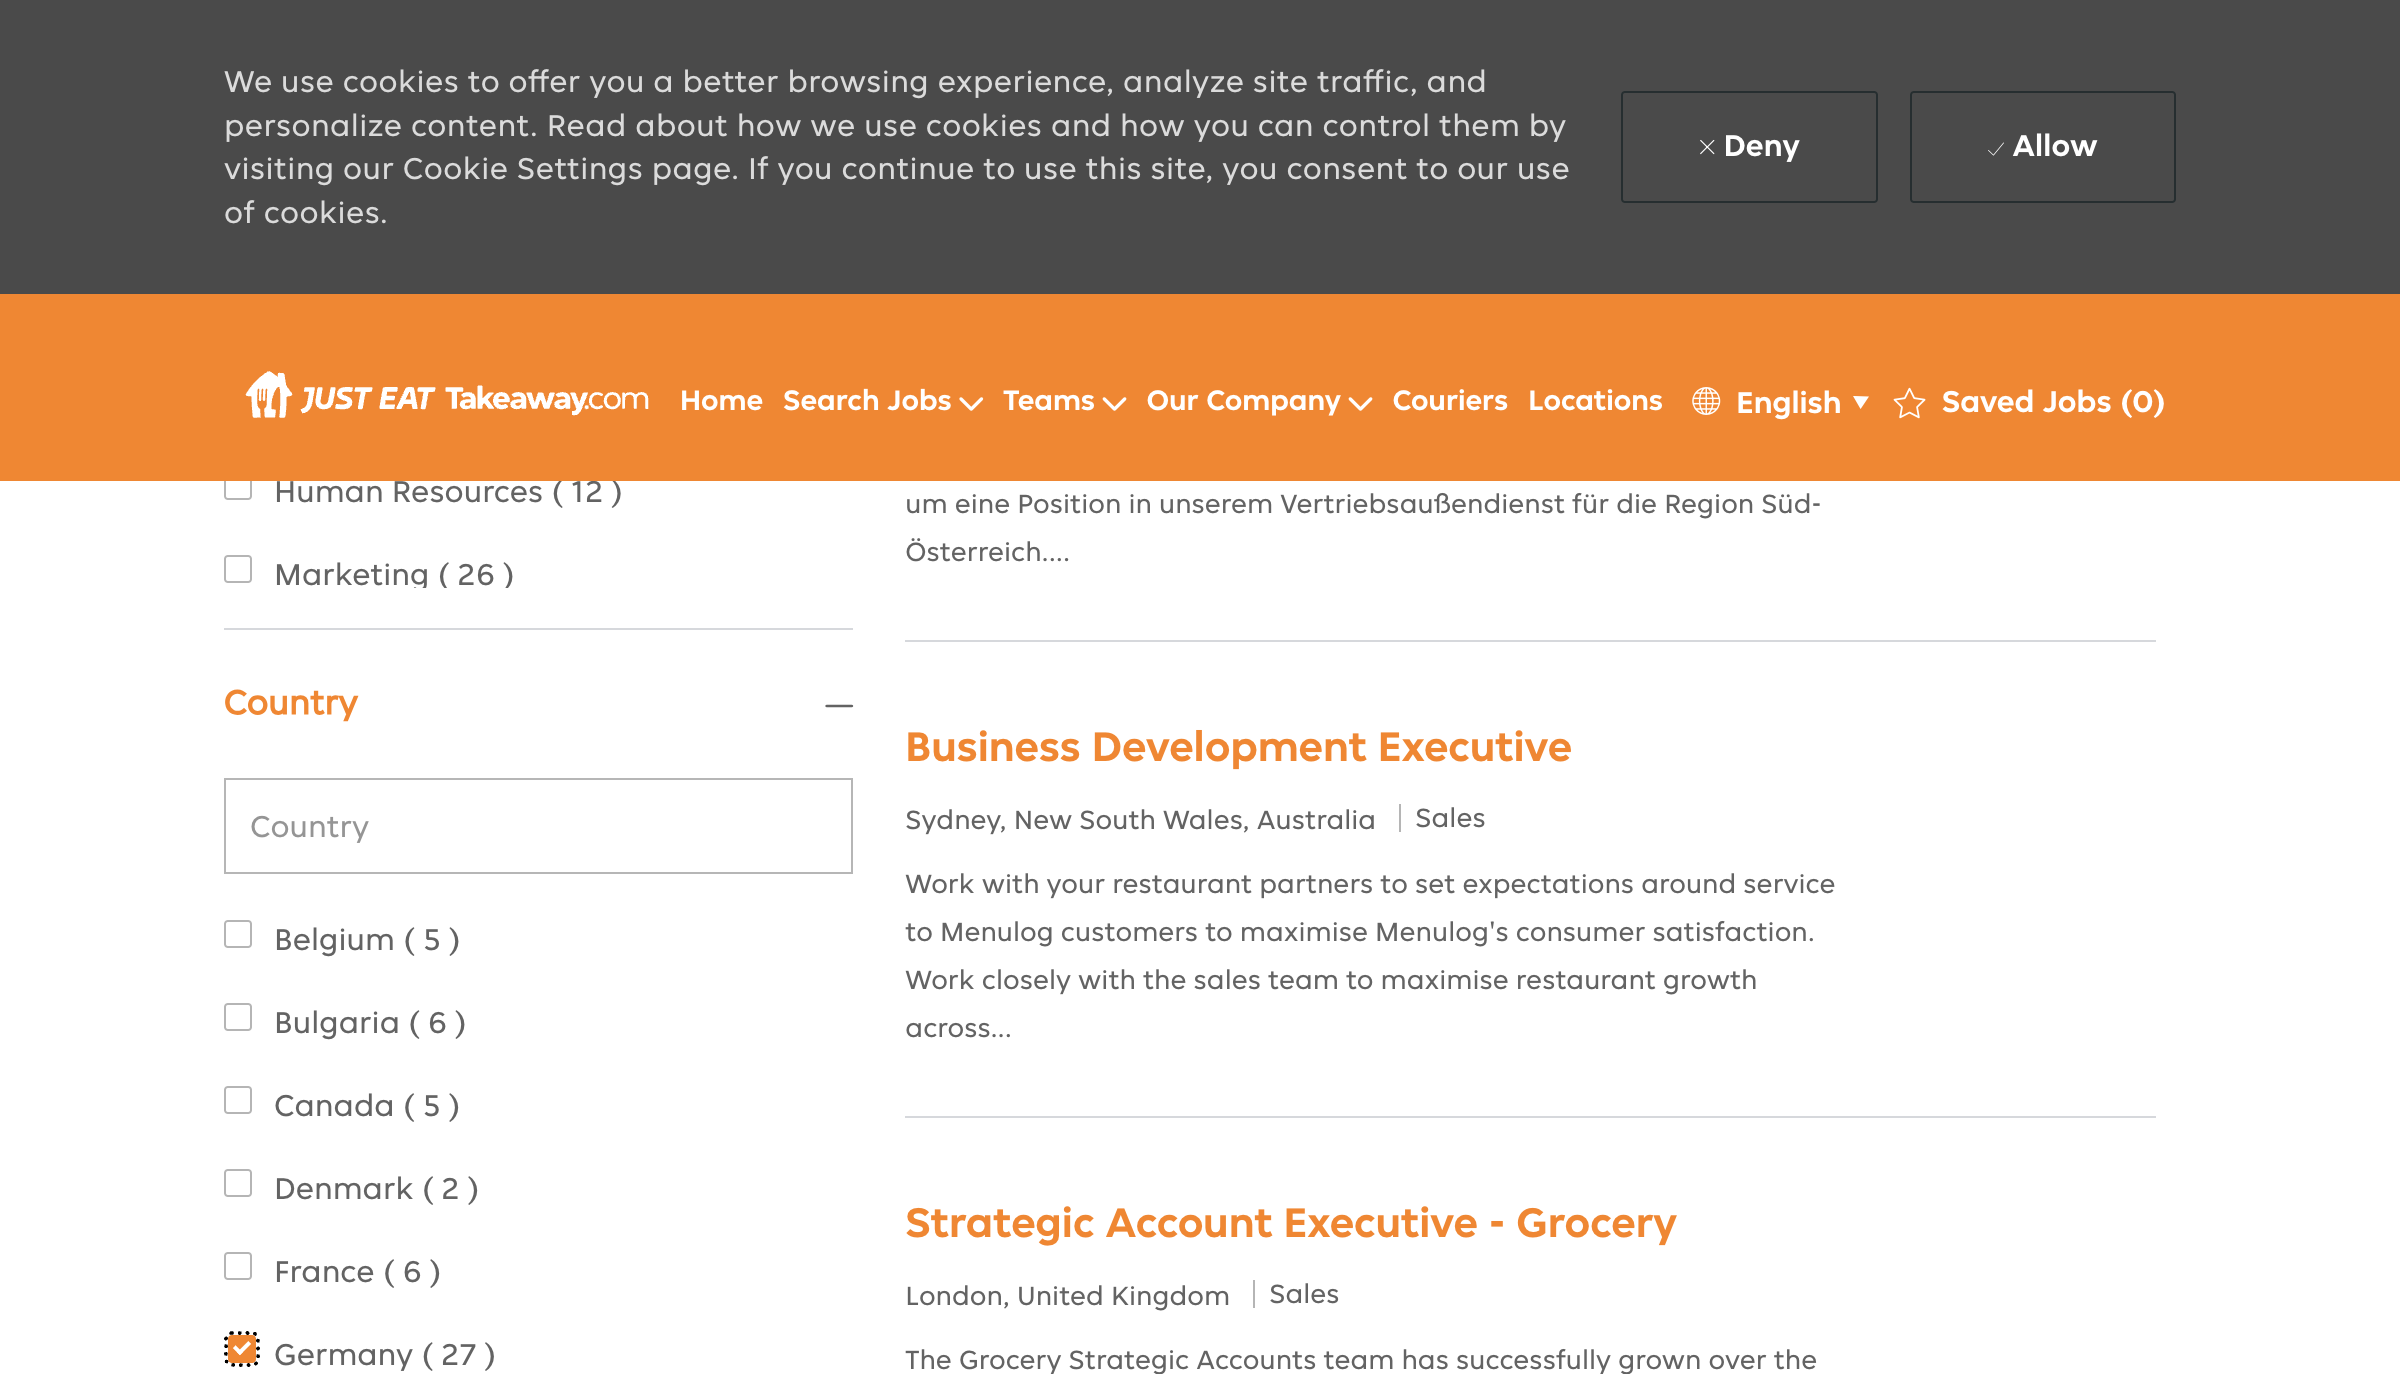 We use cookies to offer you a better browsing experience, analyze site traffic, and
personalize content. Read about how we use cookies and how you can control them by
visiting our Cookie Settings page. If you continue to use this site, you consent to our use
of cookies.
Deny
Allow
JUST EAT Takeaway.com
Home
Search Jobs
Teams
Our Company
Couriers
Locations
English
Saved Jobs (0)
Human Resources ( 12 )
Marketing ( 26 )
Country
Country
Belgium ( 5 )
Bulgaria ( 6 )
Canada ( 5 )
Denmark ( 2 )
France ( 6 )
Germany ( 27 )
um eine Position in unserem Vertriebsaußendienst für die Region Süd-
Österreich....
Business Development Executive
Sydney, New South Wales, Australia
Sales
Work with your restaurant partners to set expectations around service
to Menulog customers to maximise Menulog's consumer satisfaction.
Work closely with the sales team to maximise restaurant growth
across...
Strategic Account Executive - Grocery
London, United Kingdom
Sales
The Grocery Strategic Accounts team has successfully grown over the